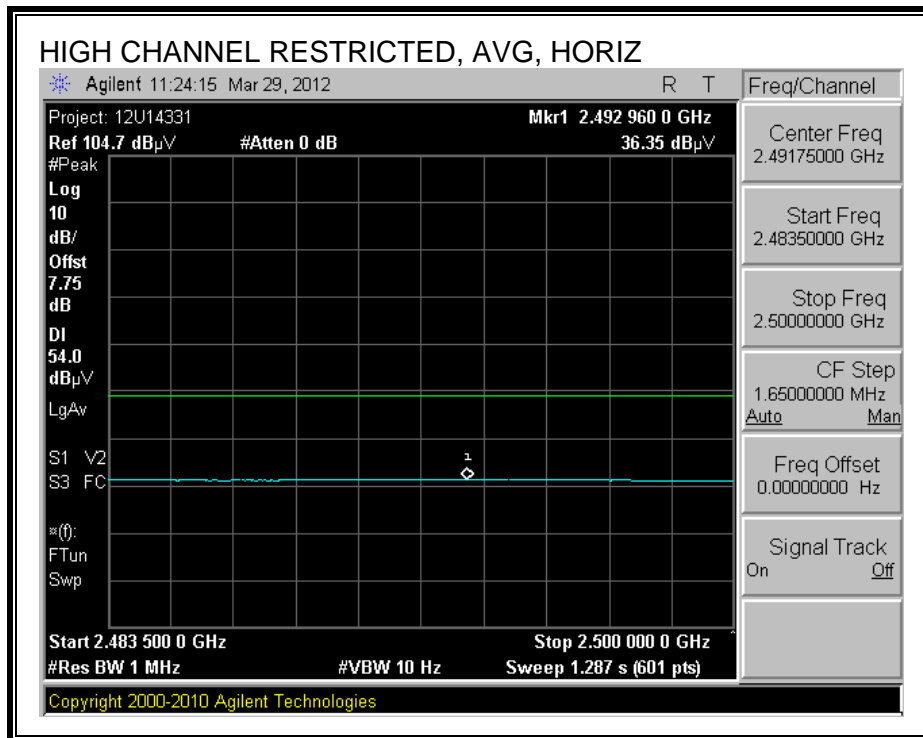 HIGH CHANNEL RESTRICTED, AVG, HORIZ
Agilent 11:24:15 Mar 29, 2012 R T
Project: 12U14331 Mkr1 2.492 960 0 GHz
Ref 104.7 dBµV #Atten 0 dB 36.35 dBµV
#Peak
Log
10
dB/
Offst
7.75
dB
DI
54.0
dBµV
LgAv
S1 V2
S3 FC
¤(f):
FTun
Swp
1
Start 2.483 500 0 GHz Stop 2.500 000 0 GHz
#Res BW 1 MHz #VBW 10 Hz Sweep 1.287 s (601 pts)
Copyright 2000-2010 Agilent Technologies
Freq/Channel
Center Freq
2.49175000 GHz
Start Freq
2.48350000 GHz
Stop Freq
2.50000000 GHz
CF Step
1.65000000 MHz
Auto Man
Freq Offset
0.00000000 Hz
Signal Track
On Off